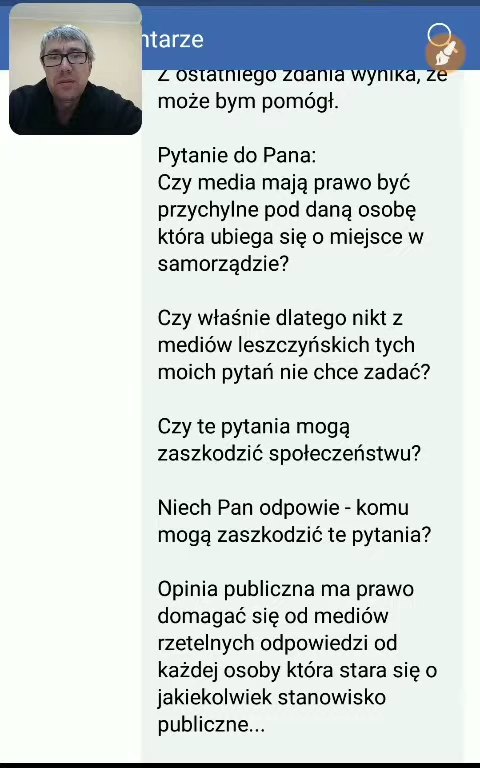 ntarze
Z ostatniego zdania wynika, że
może bym pomógł.
Pytanie do Pana:
Czy media mają prawo być
przychylne pod daną osobę
która ubiega się o miejsce w
samorządzie?
Czy właśnie dlatego nikt z
mediów leszczyńskich tych
moich pytań nie chce zadać?
Czy te pytania mogą
zaszkodzić społeczeństwu?
Niech Pan odpowie - komu
mogą zaszkodzić te pytania?
Opinia publiczna ma prawo
domagać się od mediów
rzetelnych odpowiedzi od
każdej osoby która stara się o
jakiekolwiek stanowisko
publiczne...